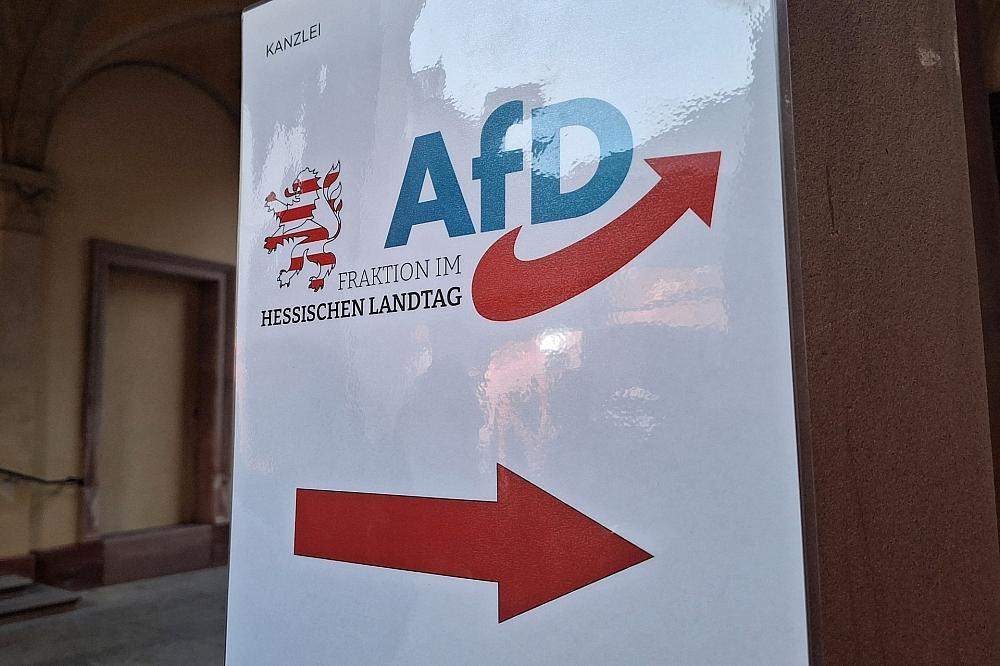 KANZLEI
AfD
FRAKTION IM
HESSISCHEN LANDTAG